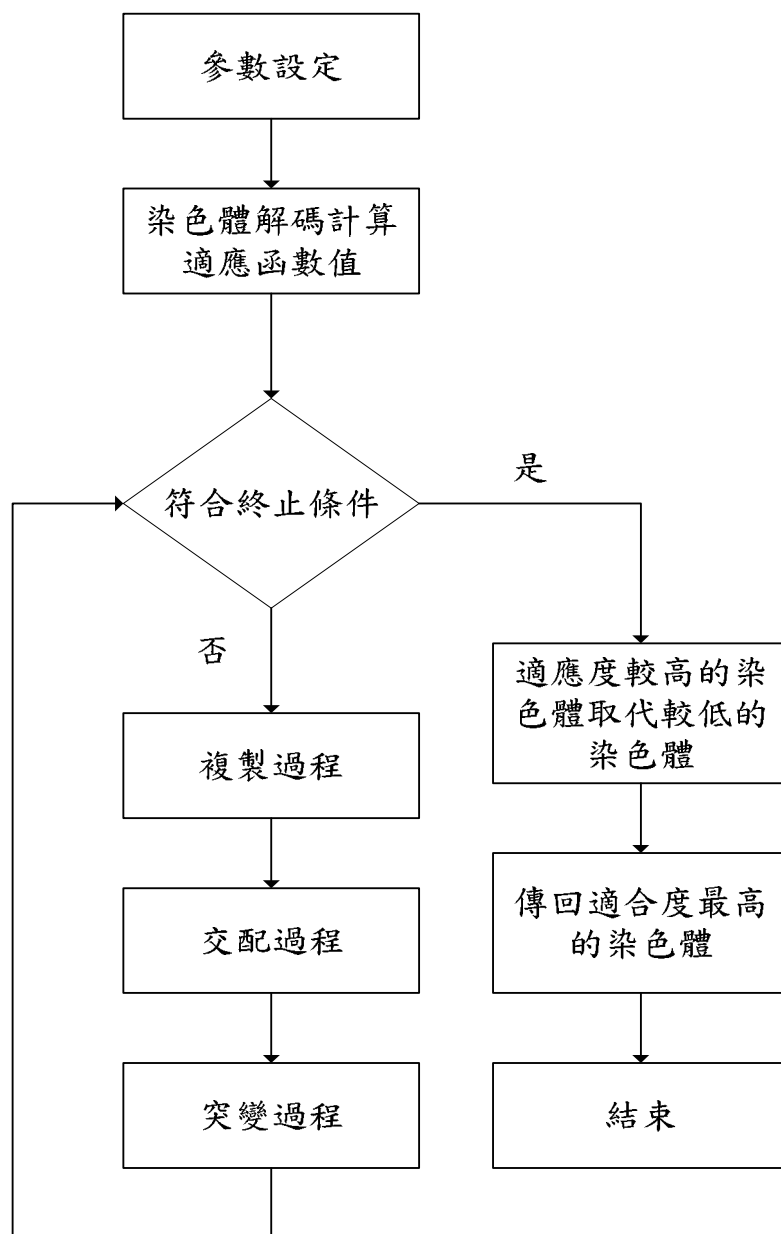 參數設定
染色體解碼計算
適應函數值
符合終止條件
是
否
適應度較高的染
色體取代較低的
染色體
複製過程
傳回適合度最高
的染色體
交配過程
突變過程
結束